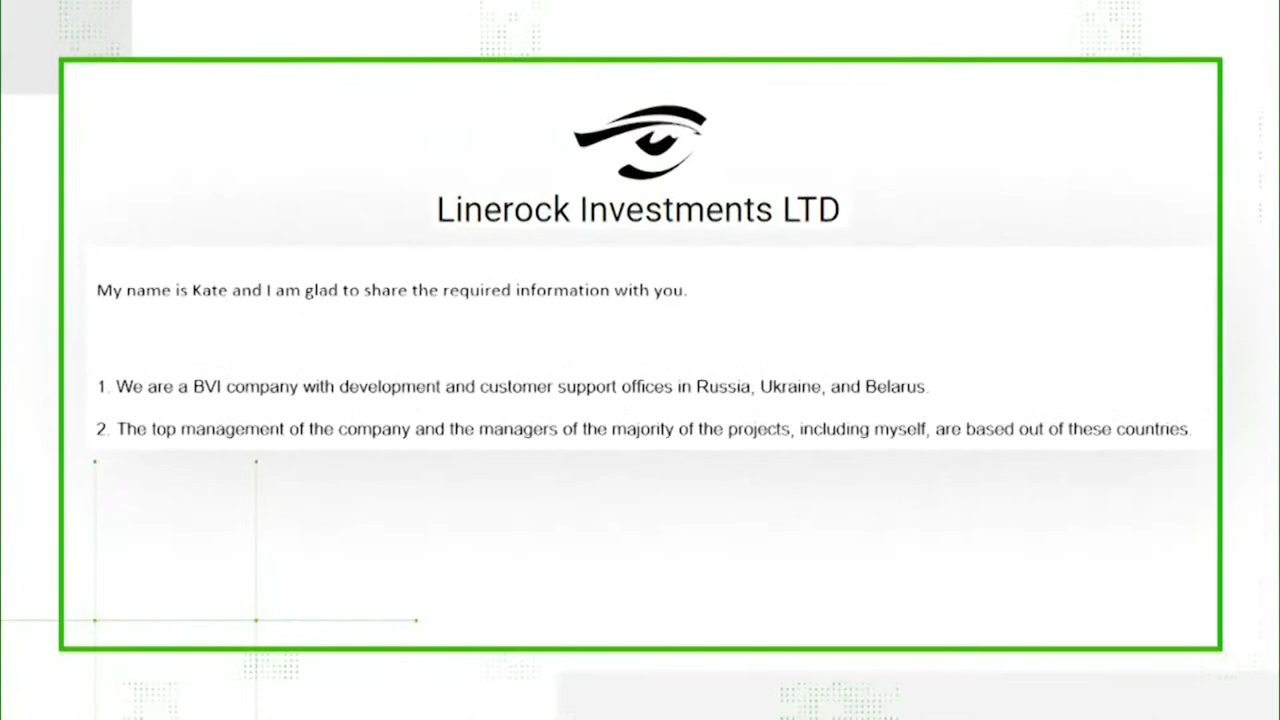 Linerock Investments LTD
My name is Kate and I am glad to share the required information with you.
1. We are a BVI company with development and customer support offices in Russia, Ukraine, and Belarus.
2. The top management of the company and the managers of the majority of the projects, including myself, are based out of these countries.